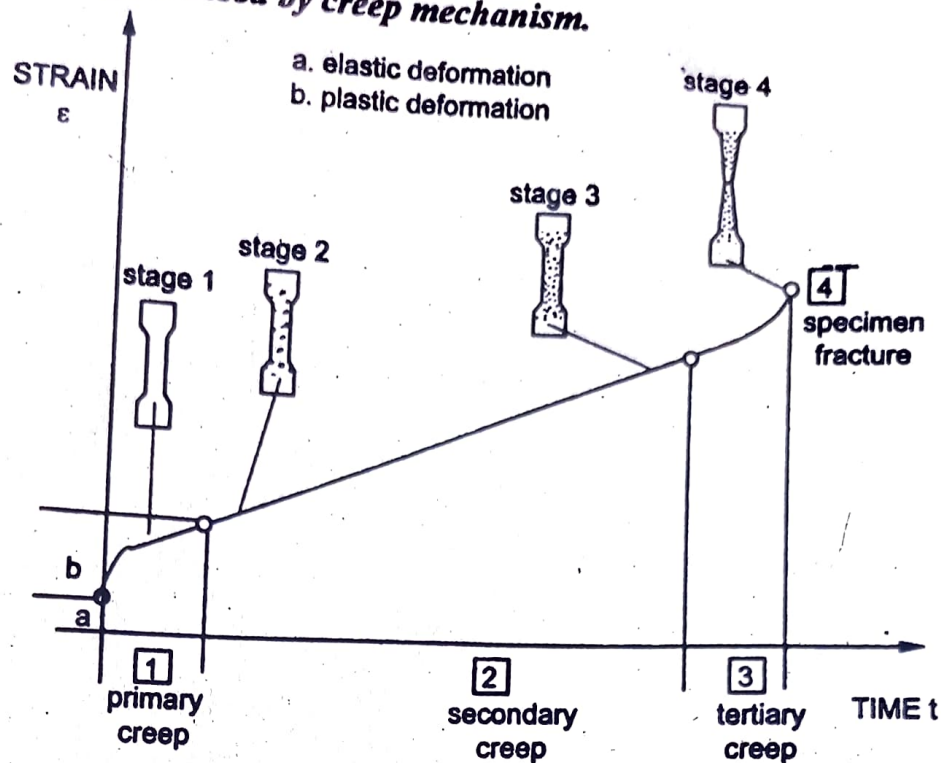 by creep mechanism.
STRAIN
ε
a. elastic deformation
b. plastic deformation
stage 1
stage 2
stage 3
stage 4
4
specimen
fracture
b
a
1
primary
creep
2
secondary
creep
3
tertiary
creep
TIME t